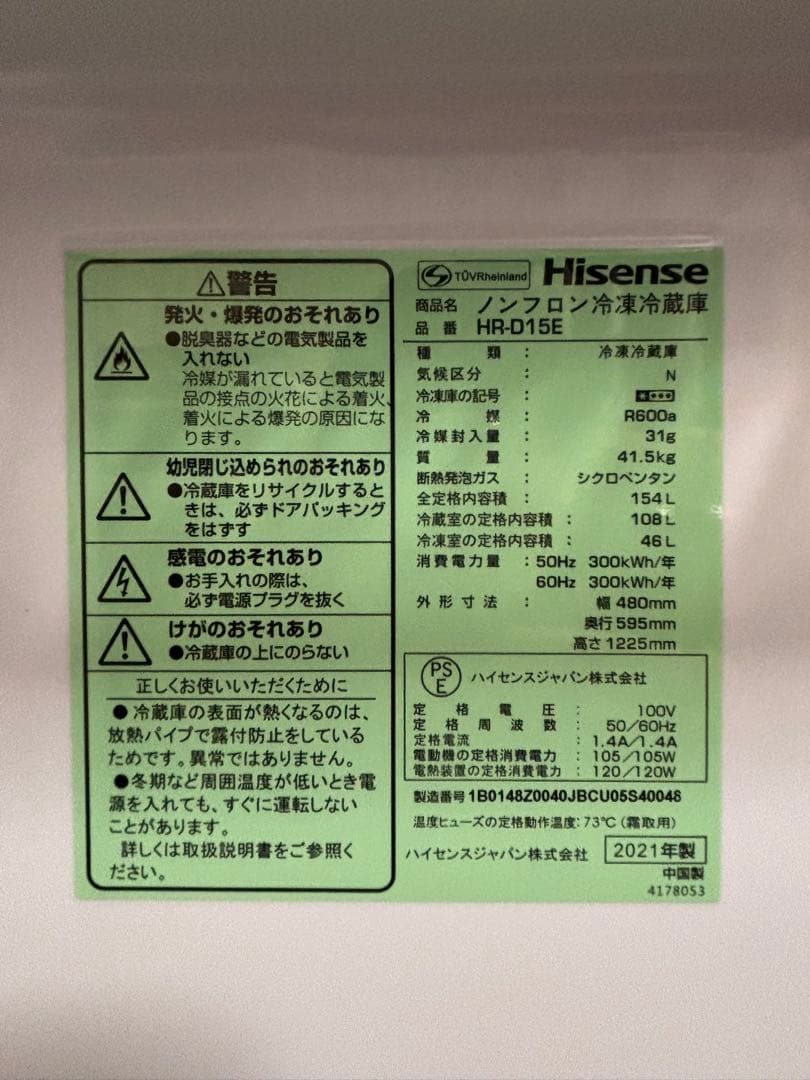 警告
発火・爆発のおそれあり
●脱臭器などの電気製品を
入れない
冷媒が漏れていると電気製
品の接点の火花による着火、
着火による爆発の原因にな
ります。
幼児閉じ込められのおそれあり
●冷蔵庫をリサイクルすると
きは、必ずドアパッキング
をはずす
感電のおそれあり
●お手入れの際は、
必ず電源プラグを抜く
けがのおそれあり
●冷蔵庫の上にのらない
正しくお使いいただくために
●冷蔵庫の表面が熱くなるのは、
放熱パイプで露付防止をしている
ためです。異常ではありません。
●冬期など周囲温度が低いとき電
源を入れても、すぐに運転しない
ことがあります。
詳しくは取扱説明書をご参照く
ださい。
TÜVRheinland Hisense
商品名 ノンフロン冷凍冷蔵庫
品番 HR-D15E
種類 : 冷凍冷蔵庫
気候区分 : N
冷凍庫の記号 :
冷媒 : R600a
冷媒封入量 : 31g
質量 : 41.5kg
断熱発泡ガス : シクロペンタン
全定格内容積 : 154L
冷蔵室の定格内容積 : 108L
冷凍室の定格内容積 : 46L
消費電力量 : 50Hz 300kWh/年
60Hz 300kWh/年
外形寸法 : 幅 480mm
奥行 595mm
高さ 1225mm
PSE ハイセンスジャパン株式会社
定格電圧 : 100V
定格周波数 : 50/60Hz
定格電流 : 1.4A/1.4A
電動機の定格消費電力 : 105/105W
電熱装置の定格消費電力 : 120/120W
製造番号 1B0148Z0040JBCU05S40048
温度ヒューズの定格動作温度:73℃(霜取用)
ハイセンスジャパン株式会社 2021年製
中国製
4178053